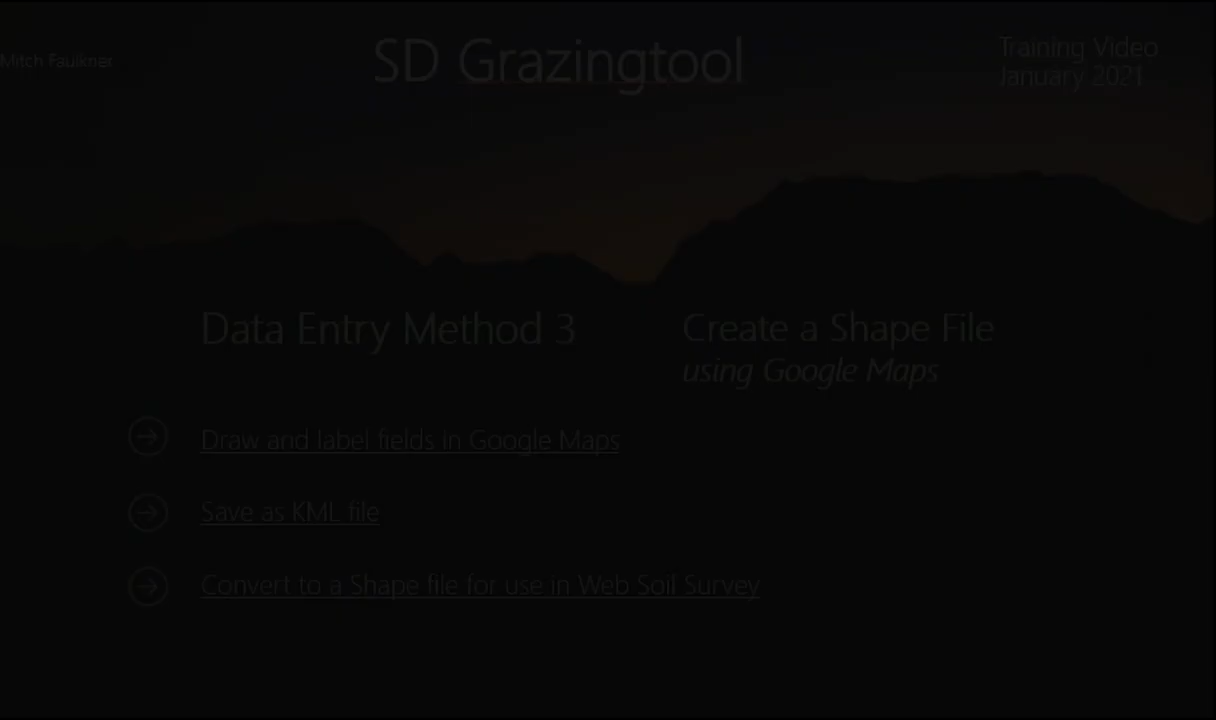 Mitch Faulkner
SD Grazingtool
Training Video
January 2021
Data Entry Method 3
Create a Shape File
using Google Maps
Draw and label fields in Google Maps
Save as KML file
Convert to a Shape file for use in Web Soil Survey